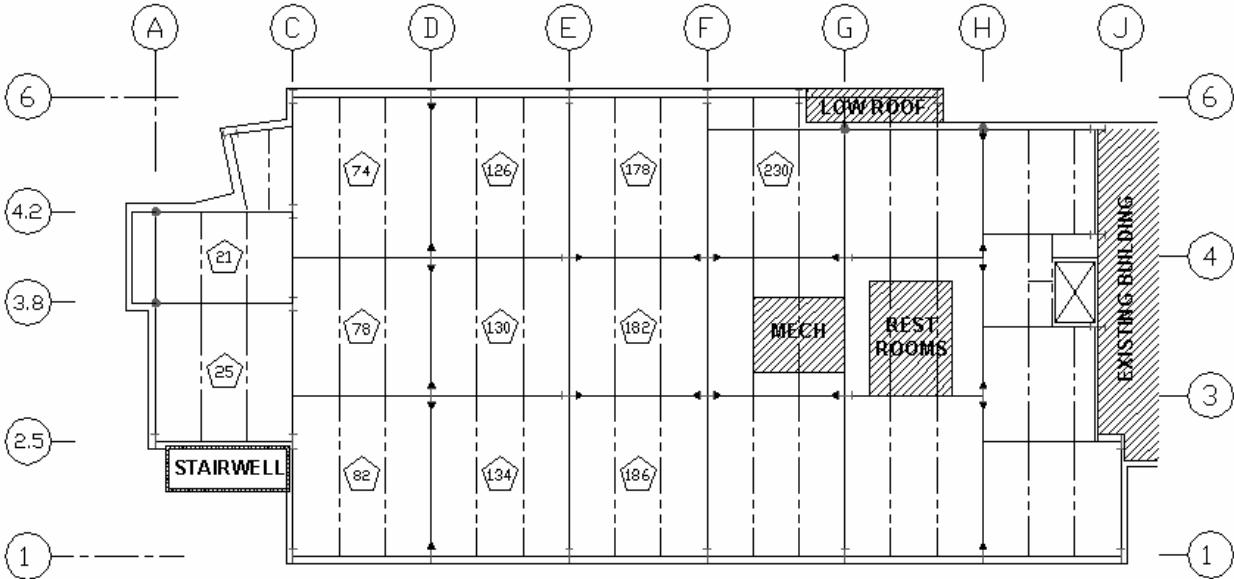 A C D E F G H J
6 6
LOW ROOF
74 126 178 230
4.2
21 4
3.8
78 130 182 MECH REST
ROOMS
EXISTING BUILDING
25 3
2.5
STAIRWELL 82 134 186
1 1